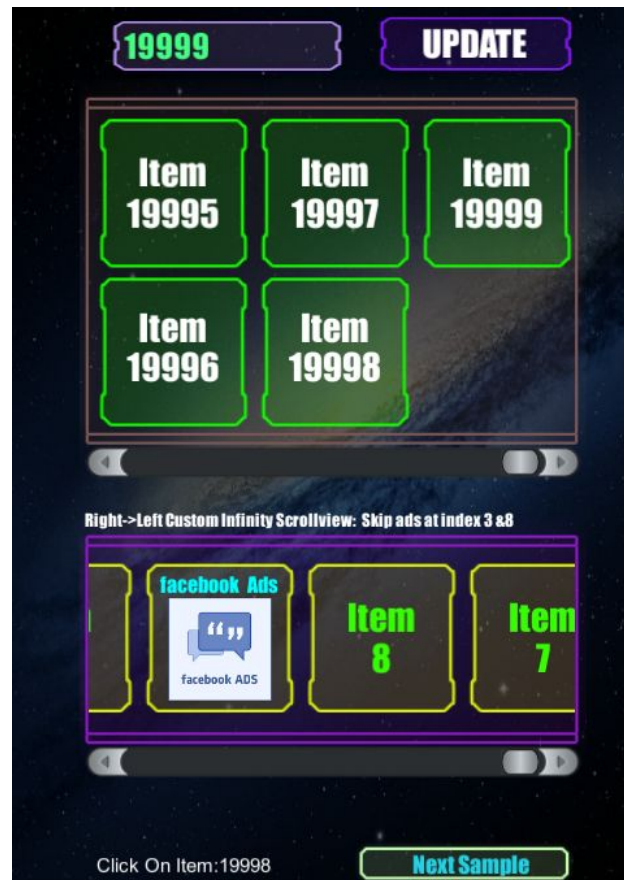 19999
UPDATE
Item
19995
Item
19997
Item
19999
Item
19996
Item
19998
Right->Left Custom Infinity Scrollview: Skip ads at index 3 &8
facebook Ads
facebook ADS
Item
8
Item
7
Click On Item:19998
Next Sample